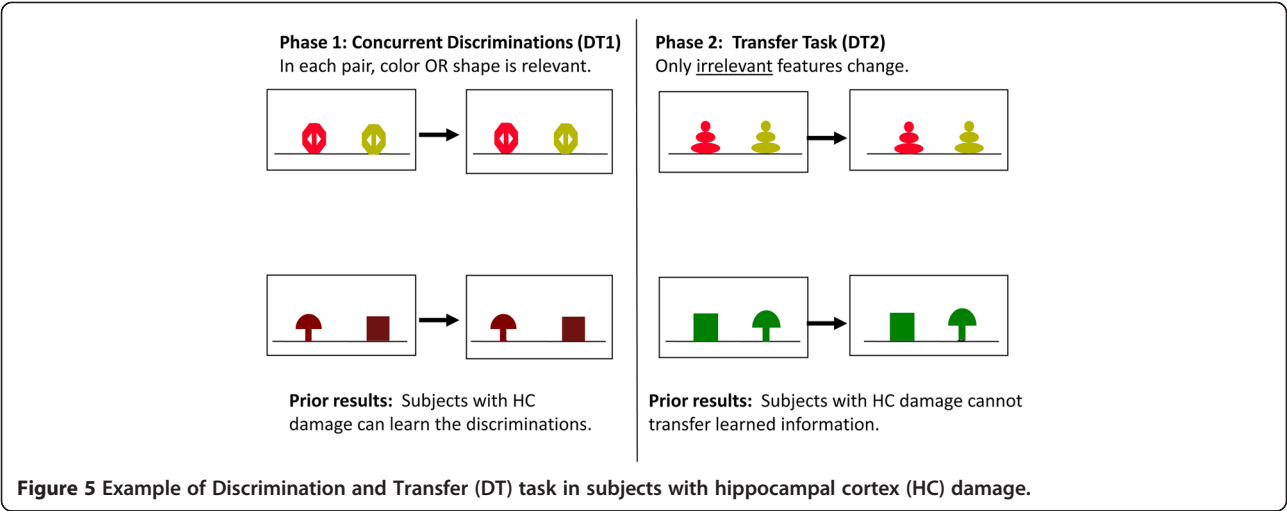 Phase 1: Concurrent Discriminations (DT1)
In each pair, color OR shape is relevant.
Phase 2: Transfer Task (DT2)
Only irrelevant features change.
Prior results: Subjects with HC
damage can learn the discriminations.
Prior results: Subjects with HC damage cannot
transfer learned information.
Figure 5 Example of Discrimination and Transfer (DT) task in subjects with hippocampal cortex (HC) damage.